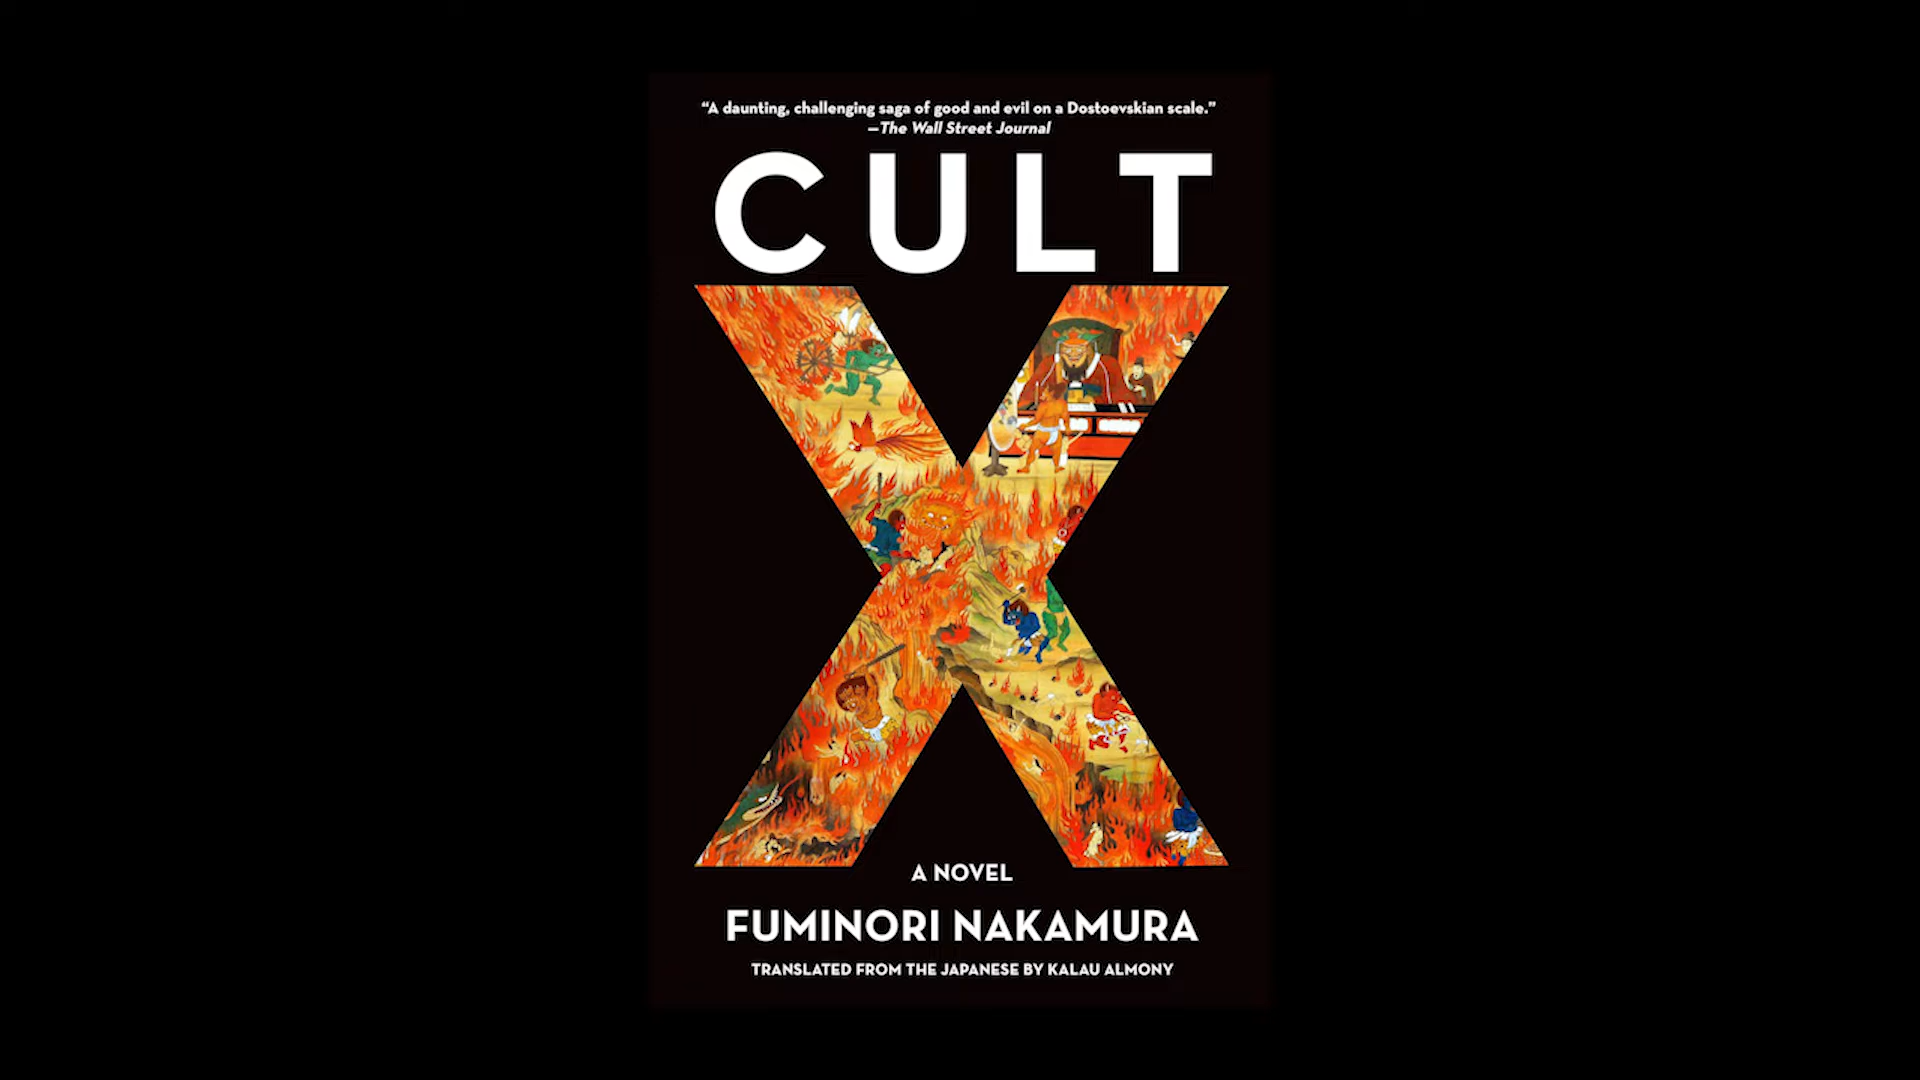 “A daunting, challenging saga of good and evil on a Dostoevskian scale.”
—The Wall Street Journal
CULT
X
A NOVEL
FUMINORI NAKAMURA
TRANSLATED FROM THE JAPANESE BY KALAU ALMONY